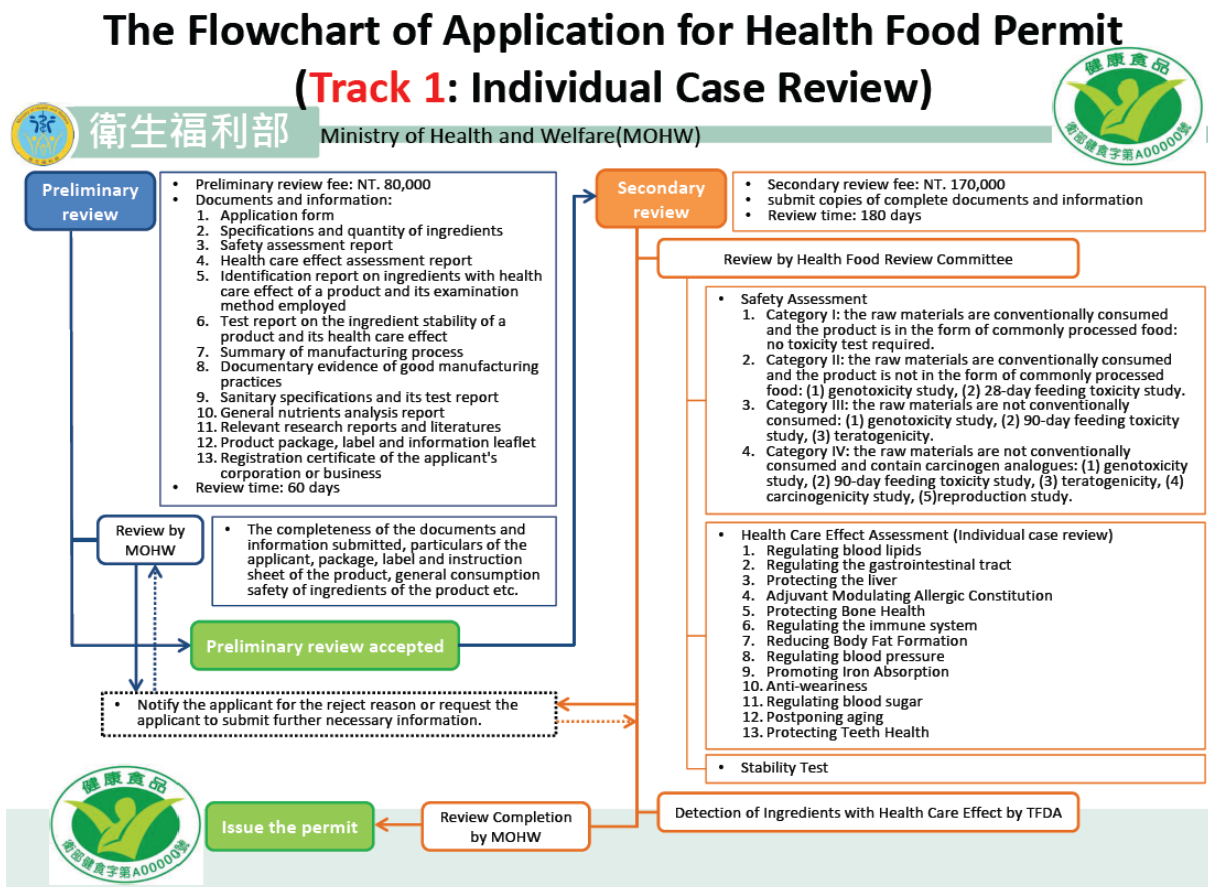 The Flowchart of Application for Health Food Permit
(Track 1: Individual Case Review)
健康食品
衛部健食字第A00000號
衛生福利部
Ministry of Health and Welfare(MOHW)
Preliminary
review
• Preliminary review fee: NT. 80,000
• Documents and information:
1. Application form
2. Specifications and quantity of ingredients
3. Safety assessment report
4. Health care effect assessment report
5. Identification report on ingredients with health
care effect of a product and its examination
method employed
6. Test report on the ingredient stability of a
product and its health care effect
7. Summary of manufacturing process
8. Documentary evidence of good manufacturing
practices
9. Sanitary specifications and its test report
10. General nutrients analysis report
11. Relevant research reports and literatures
12. Product package, label and information leaflet
13. Registration certificate of the applicant's
corporation or business
• Review time: 60 days
Review by
MOHW
• The completeness of the documents and
information submitted, particulars of the
applicant, package, label and instruction
sheet of the product, general consumption
safety of ingredients of the product etc.
Preliminary review accepted
• Notify the applicant for the reject reason or request the
applicant to submit further necessary information.
Secondary
review
• Secondary review fee: NT. 170,000
• submit copies of complete documents and information
• Review time: 180 days
Review by Health Food Review Committee
• Safety Assessment
1. Category I: the raw materials are conventionally consumed
and the product is in the form of commonly processed food:
no toxicity test required.
2. Category II: the raw materials are conventionally consumed
and the product is not in the form of commonly processed
food: (1) genotoxicity study, (2) 28-day feeding toxicity study.
3. Category III: the raw materials are not conventionally
consumed: (1) genotoxicity study, (2) 90-day feeding toxicity
study, (3) teratogenicity.
4. Category IV: the raw materials are not conventionally
consumed and contain carcinogen analogues: (1) genotoxicity
study, (2) 90-day feeding toxicity study, (3) teratogenicity, (4)
carcinogenicity study, (5)reproduction study.
• Health Care Effect Assessment (Individual case review)
1. Regulating blood lipids
2. Regulating the gastrointestinal tract
3. Protecting the liver
4. Adjuvant Modulating Allergic Constitution
5. Protecting Bone Health
6. Regulating the immune system
7. Reducing Body Fat Formation
8. Regulating blood pressure
9. Promoting Iron Absorption
10. Anti-weariness
11. Regulating blood sugar
12. Postponing aging
13. Protecting Teeth Health
• Stability Test
Detection of Ingredients with Health Care Effect by TFDA
Review Completion
by MOHW
Issue the permit
健康食品
衛部健食字第A00000號